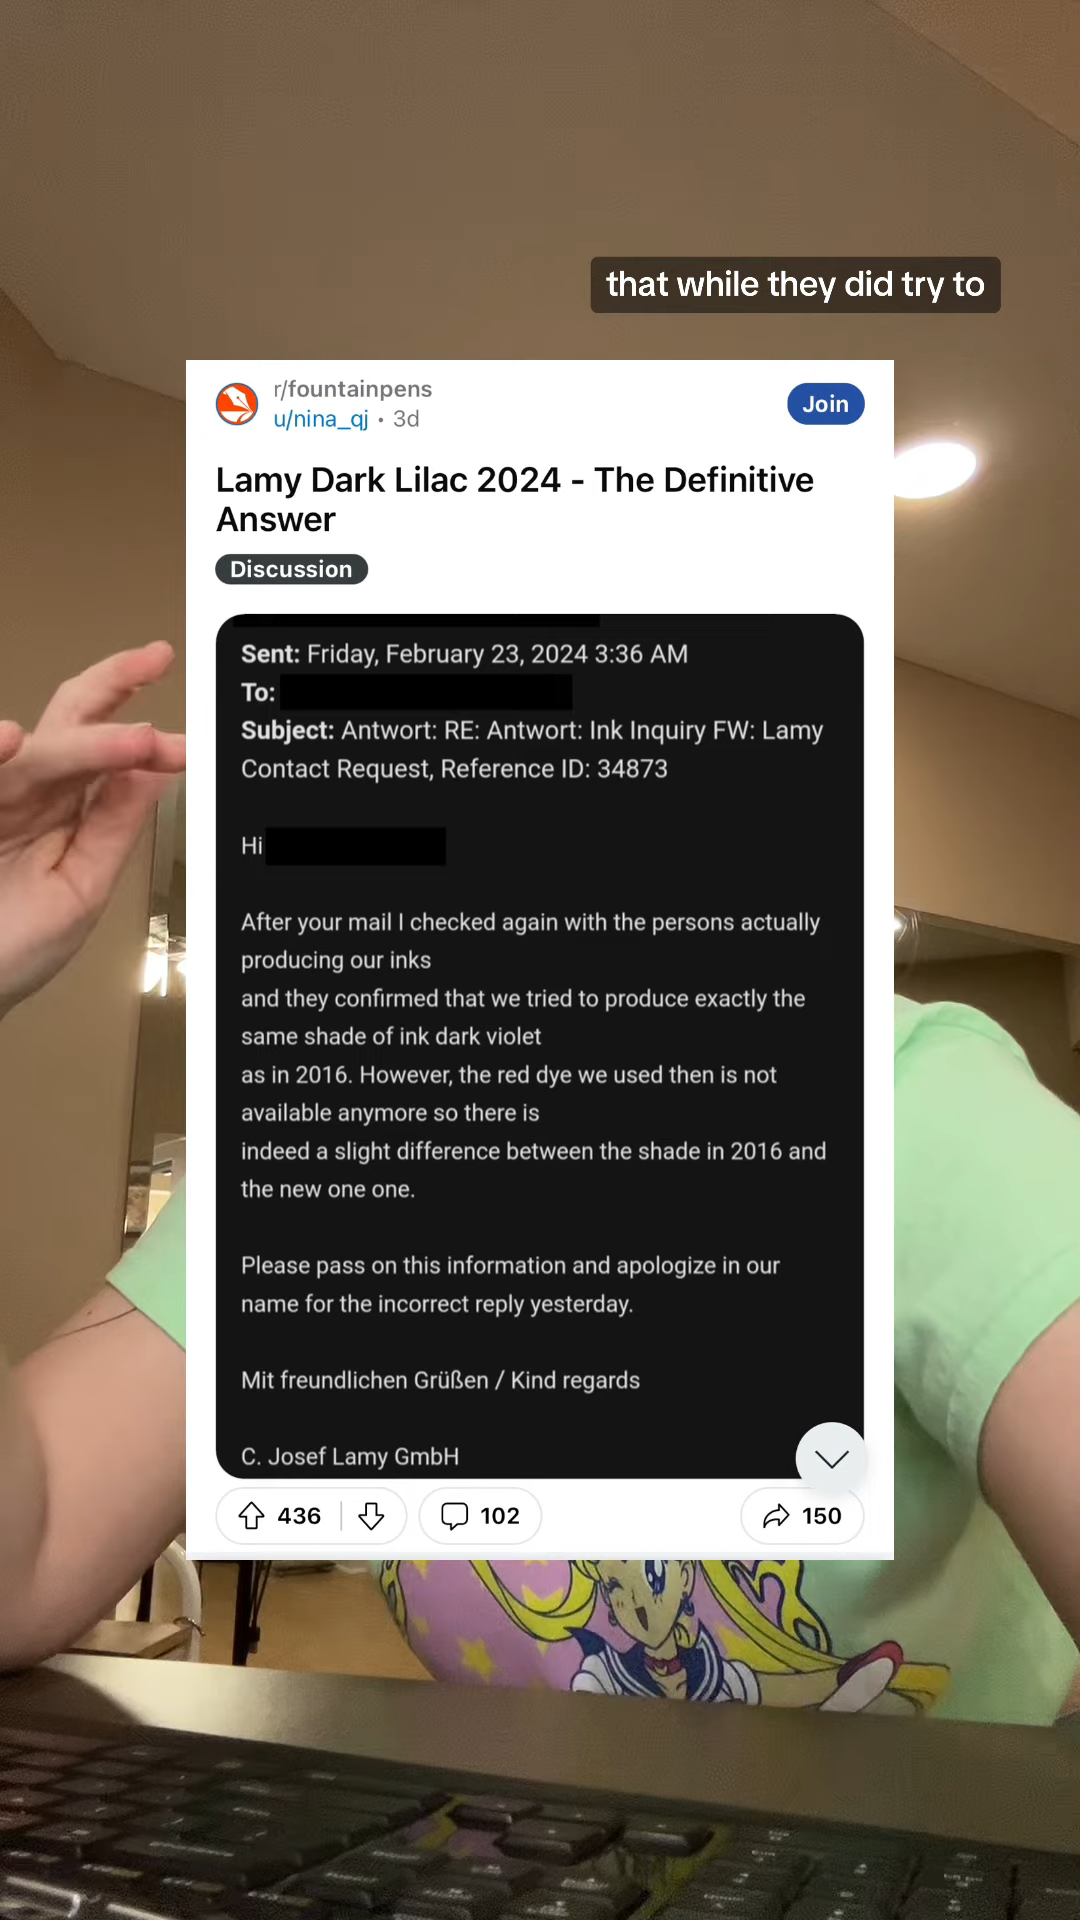 that while they did try to
r/fountainpens
u/nina_qj • 3d
Join
Lamy Dark Lilac 2024 - The Definitive
Answer
Discussion
Sent: Friday, February 23, 2024 3:36 AM
To:
Subject: Antwort: RE: Antwort: Ink Inquiry FW: Lamy
Contact Request, Reference ID: 34873
Hi
After your mail I checked again with the persons actually
producing our inks
and they confirmed that we tried to produce exactly the
same shade of ink dark violet
as in 2016. However, the red dye we used then is not
available anymore so there is
indeed a slight difference between the shade in 2016 and
the new one one.
Please pass on this information and apologize in our
name for the incorrect reply yesterday.
Mit freundlichen Grüßen / Kind regards
C. Josef Lamy GmbH
436
102
150